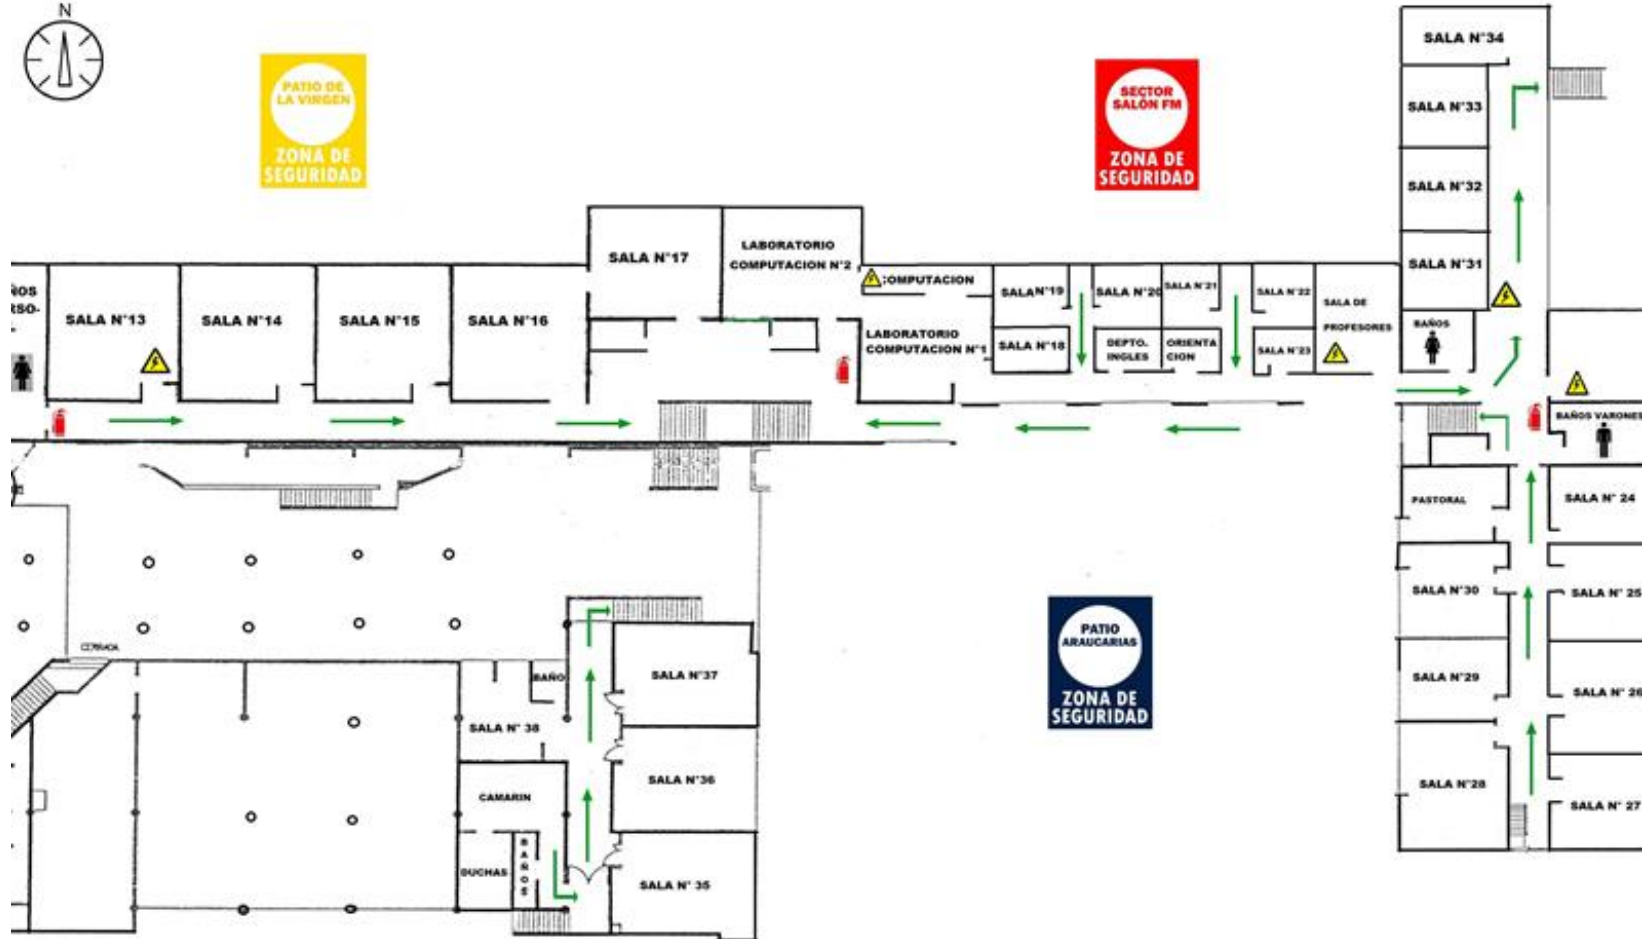 N
PATIO DE
LA VIRGEN
ZONA DE
SEGURIDAD
SECTOR
SALÓN FM
ZONA DE
SEGURIDAD
SALA N°34
SALA N°33
SALA N°32
SALA N°31
SALA N°17
LABORATORIO
COMPUTACION N°2
COMPUTACION
SALA N°13
SALA N°14
SALA N°15
SALA N°16
LABORATORIO
COMPUTACION N°1
SALA N°19
SALA N°18
SALA N°20
DEPTO.
INGLES
SALA N°21
ORIENTA
CION
SALA N°22
SALA N°23
SALA DE
PROFESORES
BAÑOS
BAÑOS VARONES
PASTORAL
SALA N° 24
SALA N°30
SALA N° 25
SALA N°29
SALA N° 26
SALA N°28
SALA N° 27
PATIO
ARAUCARIAS
ZONA DE
SEGURIDAD
BAÑO
SALA N°37
SALA N° 38
SALA N°36
CAMARIN
DUCHAS
BAÑOS
SALA N° 35